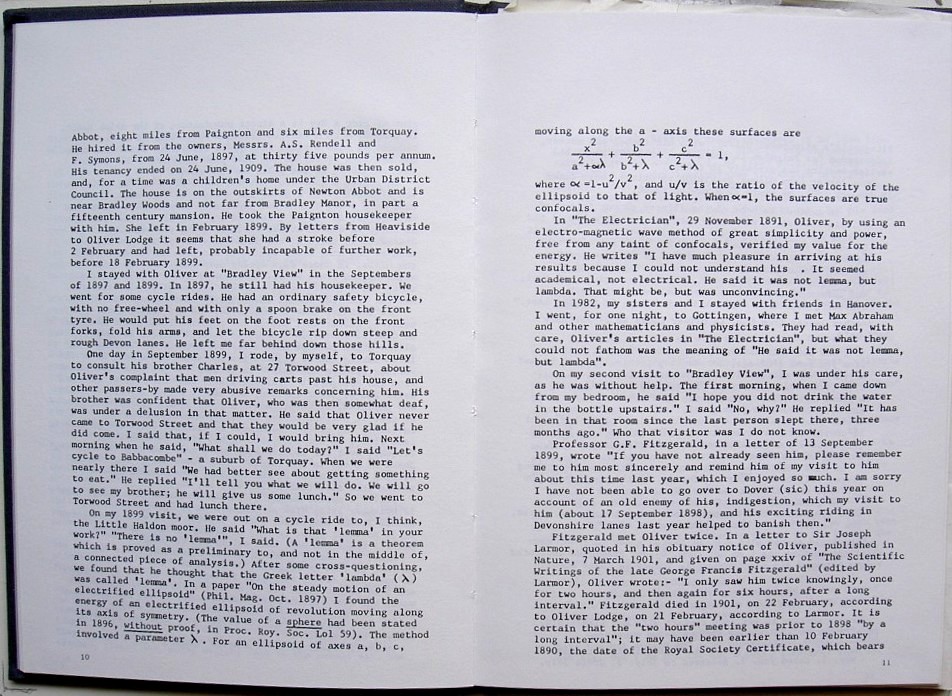 Abbot, eight miles from Paignton and six miles from Torquay.
He hired it from the owners, Messrs. A.S. Rendell and
F. Symons, from 24 June, 1897, at thirty five pounds per annum.
His tenancy ended on 24 June, 1909. The house was then sold,
and, for a time was a children's home under the Urban District
Council. The house is on the outskirts of Newton Abbot and is
near Bradley Woods and not far from Bradley Manor, in part a
fifteenth century mansion. He took the Paignton housekeeper
with him. She left in February 1899. By letters from Heaviside
to Oliver Lodge it seems that she had a stroke before
2 February and had left, probably incapable of further work,
before 18 February 1899.
I stayed with Oliver at "Bradley View" in the Septembers
of 1897 and 1899. In 1897, he still had his housekeeper. We
went for some cycle rides. He had an ordinary safety bicycle,
with no free-wheel and with only a spoon brake on the front
tyre. He would put his feet on the foot rests on the front
forks, fold his arms, and let the bicycle rip down steep and
rough Devon lanes. He left me far behind down those hills.
One day in September 1899, I rode, by myself, to Torquay
to consult his brother Charles, at 27 Torwood Street, about
Oliver's complaint that men driving carts past his house, and
other passers-by made very abusive remarks concerning him. His
brother was confident that Oliver, who was then somewhat deaf,
was under a delusion in that matter. He said that Oliver never
came to Torwood Street and that they would be very glad if he
did come. I said that, if I could, I would bring him. Next
morning when he said, "What shall we do today?" I said "Let's
cycle to Babbacombe" - a suburb of Torquay. When we were
nearly there I said "We had better see about getting something
to eat." He replied "I'll tell you what we will do. We will go
to see my brother; he will give us some lunch." So we went to
Torwood Street and had lunch there.
On my 1899 visit, we were out on a cycle ride to, I think,
the Little Haldon moor. He said "What is that 'lemma' in your
work?" "There is no 'lemma'", I said. (A 'lemma' is a theorem
which is proved as a preliminary to, and not in the middle of,
a connected piece of analysis.) After some cross-questioning,
we found that he thought that the Greek letter 'lambda' (λ)
was called 'lemma'. In a paper "On the steady motion of an
electrified ellipsoid" (Phil. Mag. Oct. 1897) I found the
energy of an electrified ellipsoid of revolution moving along
its axis of symmetry. (The value of a sphere had been stated
in 1896, without proof, in Proc. Roy. Soc. Lol 59). The method
involved a parameter λ. For an ellipsoid of axes a, b, c,
10
moving along the a - axis these surfaces are
x²/(a²+αλ) + b²/(b²+λ) + c²/(c²+λ) = 1,
where α =1-u²/v², and u/v is the ratio of the velocity of the
ellipsoid to that of light. When α=1, the surfaces are true
confocals.
In "The Electrician", 29 November 1891, Oliver, by using an
electro-magnetic wave method of great simplicity and power,
free from any taint of confocals, verified my value for the
energy. He writes "I have much pleasure in arriving at his
results because I could not understand his . It seemed
academical, not electrical. He said it was not lemma, but
lambda. That might be, but was unconvincing."
In 1982, my sisters and I stayed with friends in Hanover.
I went, for one night, to Gottingen, where I met Max Abraham
and other mathematicians and physicists. They had read, with
care, Oliver's articles in "The Electrician", but what they
could not fathom was the meaning of "He said it was not lemma,
but lambda".
On my second visit to "Bradley View", I was under his care,
as he was without help. The first morning, when I came down
from my bedroom, he said "I hope you did not drink the water
in the bottle upstairs." I said "No, why?" He replied "It has
been in that room since the last person slept there, three
months ago." Who that visitor was I do not know.
Professor G.F. Fitzgerald, in a letter of 13 September
1899, wrote "If you have not already seen him, please remember
me to him most sincerely and remind him of my visit to him
about this time last year, which I enjoyed so much. I am sorry
I have not been able to go over to Dover (sic) this year on
account of an old enemy of his, indigestion, which my visit to
him (about 17 September 1898), and his exciting riding in
Devonshire lanes last year helped to banish then."
Fitzgerald met Oliver twice. In a letter to Sir Joseph
Larmor, quoted in his obituary notice of Oliver, published in
Nature, 7 March 1901, and given on page xxiv of "The Scientific
Writings of the late George Francis Fitzgerald" (edited by
Larmor), Oliver wrote:- "I only saw him twice knowingly, once
for two hours, and then again for six hours, after a long
interval." Fitzgerald died in 1901, on 22 February, according
to Oliver Lodge, on 21 February, according to Larmor. It is
certain that the "two hours" meeting was prior to 1898 "by a
long interval"; it may have been earlier than 10 February
1890, the date of the Royal Society Certificate, which bears
11